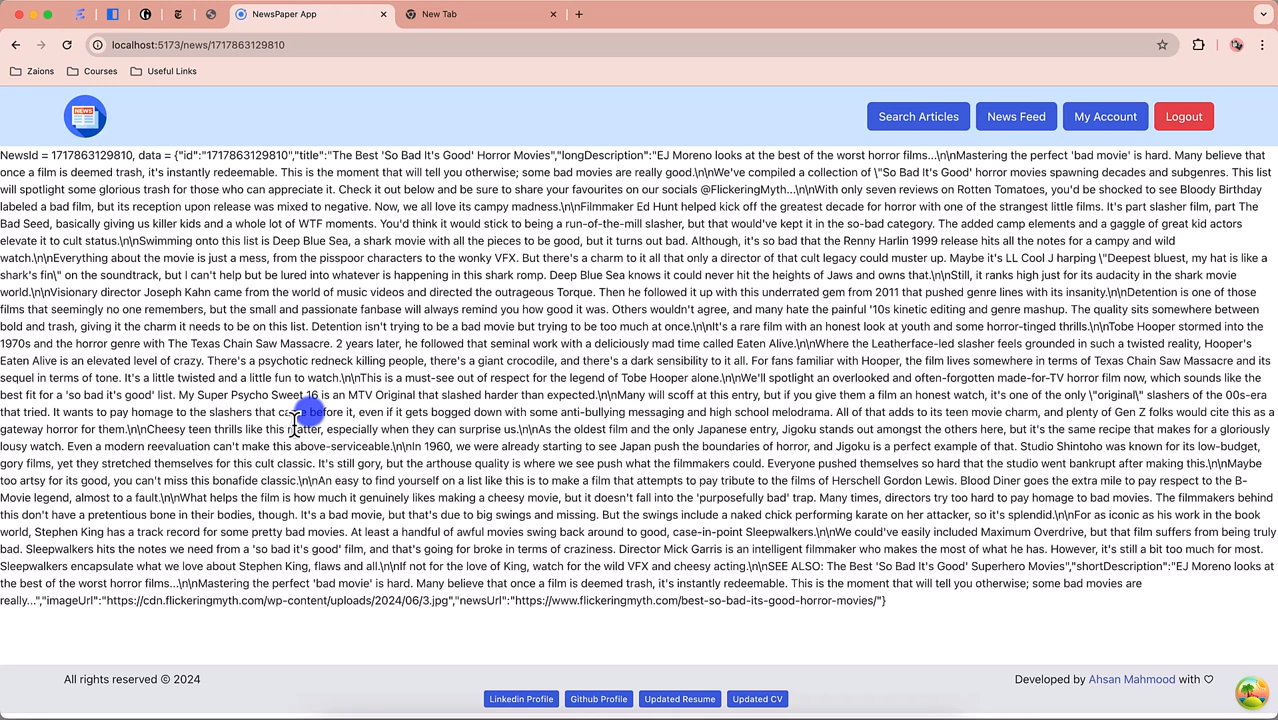 NewsPaper App
New Tab
localhost:5173/news/1717863129810
Zaions
Courses
Useful Links
NEWS
Search Articles
News Feed
My Account
Logout
NewsId = 1717863129810, data = {"id":"1717863129810","title":"The Best 'So Bad It's Good' Horror Movies","longDescription":"EJ Moreno looks at the best of the worst horror films...\n\nMastering the perfect 'bad movie' is hard. Many believe that
once a film is deemed trash, it's instantly redeemable. This is the moment that will tell you otherwise; some bad movies are really good.\n\nWe've compiled a collection of \"So Bad It's Good' horror movies spawning decades and subgenres. This list
will spotlight some glorious trash for those who can appreciate it. Check it out below and be sure to share your favourites on our socials @FlickeringMyth...\n\nWith only seven reviews on Rotten Tomatoes, you'd be shocked to see Bloody Birthday
labeled a bad film, but its reception upon release was mixed to negative. Now, we all love its campy madness.\n\nFilmmaker Ed Hunt helped kick off the greatest decade for horror with one of the strangest little films. It's part slasher film, part The
Bad Seed, basically giving us killer kids and a whole lot of WTF moments. You'd think it would stick to being a run-of-the-mill slasher, but that would've kept it in the so-bad category. The added camp elements and a gaggle of great kid actors
elevate it to cult status.\n\nSwimming onto this list is Deep Blue Sea, a shark movie with all the pieces to be good, but it turns out bad. Although, it's so bad that the Renny Harlin 1999 release hits all the notes for a campy and wild
watch.\n\nEverything about the movie is just a mess, from the pisspoor characters to the wonky VFX. But there's a charm to it all that only a director of that cult legacy could muster up. Maybe it's LL Cool J harping \"Deepest bluest, my hat is like a
shark's fin\" on the soundtrack, but I can't help but be lured into whatever is happening in this shark romp. Deep Blue Sea knows it could never hit the heights of Jaws and owns that.\n\nStill, it ranks high just for its audacity in the shark movie
world.\n\nVisionary director Joseph Kahn came from the world of music videos and directed the outrageous Torque. Then he followed it up with this underrated gem from 2011 that pushed genre lines with its insanity.\n\nDetention is one of those
films that seemingly no one remembers, but the small and passionate fanbase will always remind you how good it was. Others wouldn't agree, and many hate the painful '10s kinetic editing and genre mashup. The quality sits somewhere between
bold and trash, giving it the charm it needs to be on this list. Detention isn't trying to be a bad movie but trying to be too much at once.\n\nIt's a rare film with an honest look at youth and some horror-tinged thrills.\n\nTobe Hooper stormed into the
1970s and the horror genre with The Texas Chain Saw Massacre. 2 years later, he followed that seminal work with a deliciously mad time called Eaten Alive.\n\nWhere the Leatherface-led slasher feels grounded in such a twisted reality, Hooper's
Eaten Alive is an elevated level of crazy. There's a psychotic redneck killing people, there's a giant crocodile, and there's a dark sensibility to it all. For fans familiar with Hooper, the film lives somewhere in terms of Texas Chain Saw Massacre and its
sequel in terms of tone. It's a little twisted and a little fun to watch.\n\nThis is a must-see out of respect for the legend of Tobe Hooper alone.\n\nWe'll spotlight an overlooked and often-forgotten made-for-TV horror film now, which sounds like the
best fit for a 'so bad it's good' list. My Super Psycho Sweet 16 is an MTV Original that slashed harder than expected.\n\nMany will scoff at this entry, but if you give them a film an honest watch, it's one of the only \"original\" slashers of the 00s-era
that tried. It wants to pay homage to the slashers that came before it, even if it gets bogged down with some anti-bullying messaging and high school melodrama. All of that adds to its teen movie charm, and plenty of Gen Z folks would cite this as a
gateway horror for them.\n\nCheesy teen thrills like this matter, especially when they can surprise us.\n\nAs the oldest film and the only Japanese entry, Jigoku stands out amongst the others here, but it's the same recipe that makes for a gloriously
lousy watch. Even a modern reevaluation can't make this above-serviceable.\n\nIn 1960, we were already starting to see Japan push the boundaries of horror, and Jigoku is a perfect example of that. Studio Shintoho was known for its low-budget,
gory films, yet they stretched themselves for this cult classic. It's still gory, but the arthouse quality is where we see push what the filmmakers could. Everyone pushed themselves so hard that the studio went bankrupt after making this.\n\nMaybe
too artsy for its good, you can't miss this bonafide classic.\n\nAn easy to find yourself on a list like this is to make a film that attempts to pay tribute to the films of Herschell Gordon Lewis. Blood Diner goes the extra mile to pay respect to the B-
Movie legend, almost to a fault.\n\nWhat helps the film is how much it genuinely likes making a cheesy movie, but it doesn't fall into the 'purposefully bad' trap. Many times, directors try too hard to pay homage to bad movies. The filmmakers behind
this don't have a pretentious bone in their bodies, though. It's a bad movie, but that's due to big swings and missing. But the swings include a naked chick performing karate on her attacker, so it's splendid.\n\nFor as iconic as his work in the book
world, Stephen King has a track record for some pretty bad movies. At least a handful of awful movies swing back around to good, case-in-point Sleepwalkers.\n\nWe could've easily included Maximum Overdrive, but that film suffers from being truly
bad. Sleepwalkers hits the notes we need from a 'so bad it's good' film, and that's going for broke in terms of craziness. Director Mick Garris is an intelligent filmmaker who makes the most of what he has. However, it's still a bit too much for most.
Sleepwalkers encapsulate what we love about Stephen King, flaws and all.\n\nIf not for the love of King, watch for the wild VFX and cheesy acting.\n\nSEE ALSO: The Best 'So Bad It's Good' Superhero Movies","shortDescription":"EJ Moreno looks at
the best of the worst horror films...\n\nMastering the perfect 'bad movie' is hard. Many believe that once a film is deemed trash, it's instantly redeemable. This is the moment that will tell you otherwise; some bad movies are
really...","imageUrl":"https://cdn.flickeringmyth.com/wp-content/uploads/2024/06/3.jpg","newsUrl":"https://www.flickeringmyth.com/best-so-bad-its-good-horror-movies/"}
All rights reserved © 2024
Developed by Ahsan Mahmood with ♡
Linkedin Profile
Github Profile
Updated Resume
Updated CV